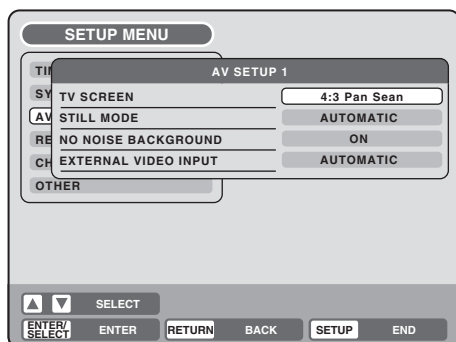 SETUP MENU
TI
AV SETUP 1
SY
TV SCREEN 4:3 Pan Sean
AV
STILL MODE AUTOMATIC
RE
NO NOISE BACKGROUND ON
CH
EXTERNAL VIDEO INPUT AUTOMATIC
OTHER
▲ ▼ SELECT
ENTER/
SELECT ENTER RETURN BACK SETUP END